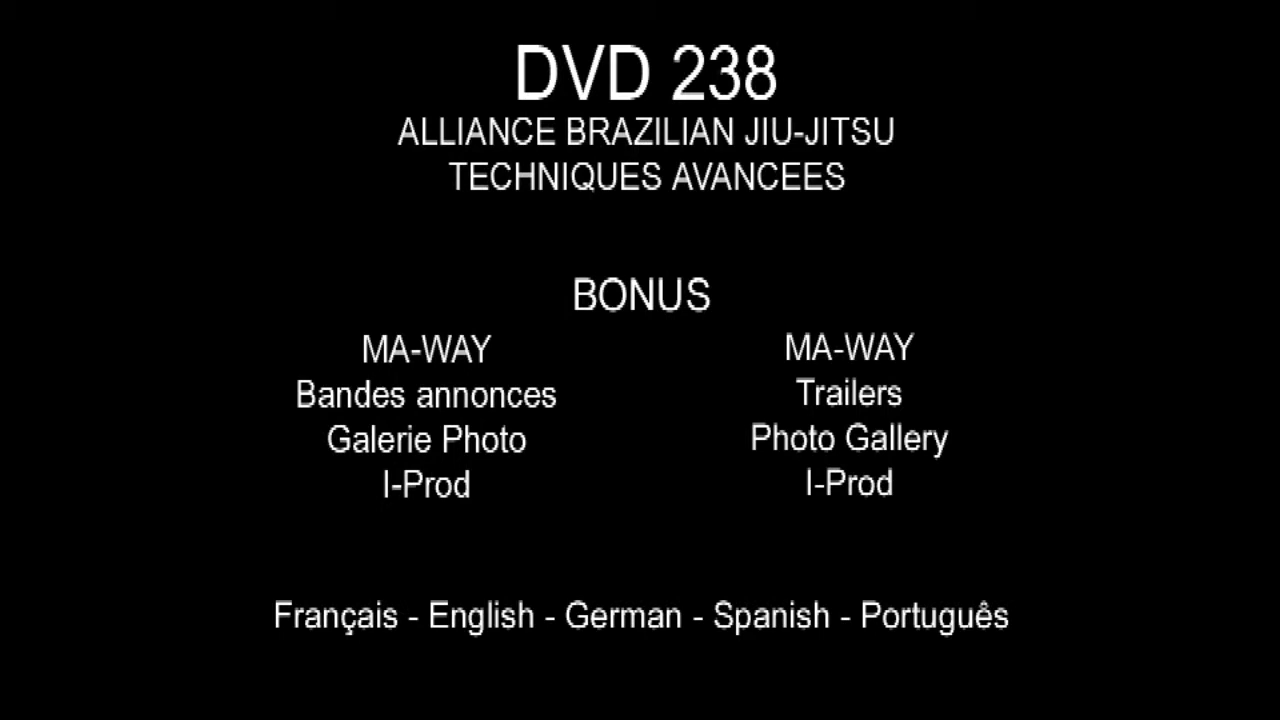 DVD 238
ALLIANCE BRAZILIAN JIU-JITSU
TECHNIQUES AVANCEES
BONUS
MA-WAY
Bandes annonces
Galerie Photo
I-Prod
MA-WAY
Trailers
Photo Gallery
I-Prod
Français - English - German - Spanish - Português